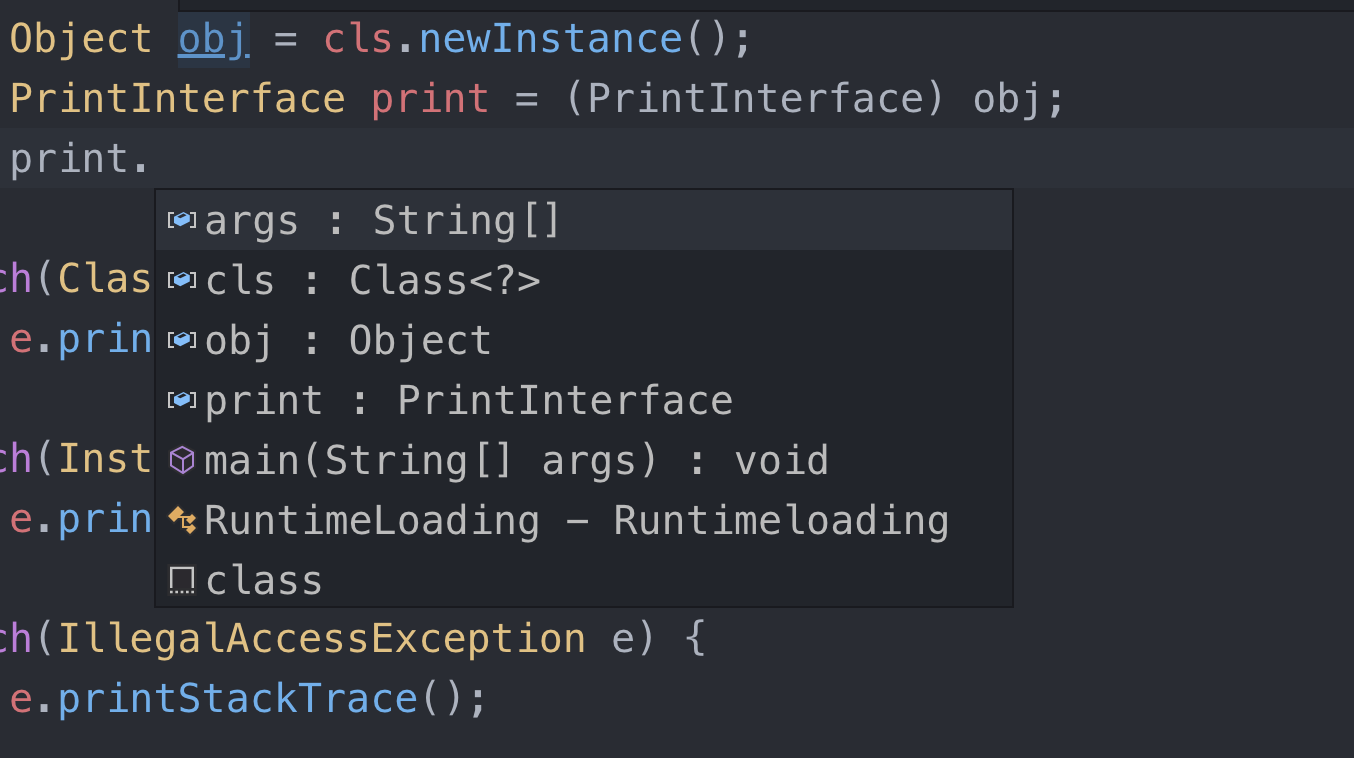 Object obj = cls.newInstance();
PrintInterface print = (PrintInterface) obj;
print.
args : String[]
ch(Clas
cls : Class<?>
e.prin
obj : Object
print : PrintInterface
ch(Inst
main(String[] args) : void
e.prin
RuntimeLoading – Runtimeloading
class
ch(IllegalAccessException e) {
e.printStackTrace();